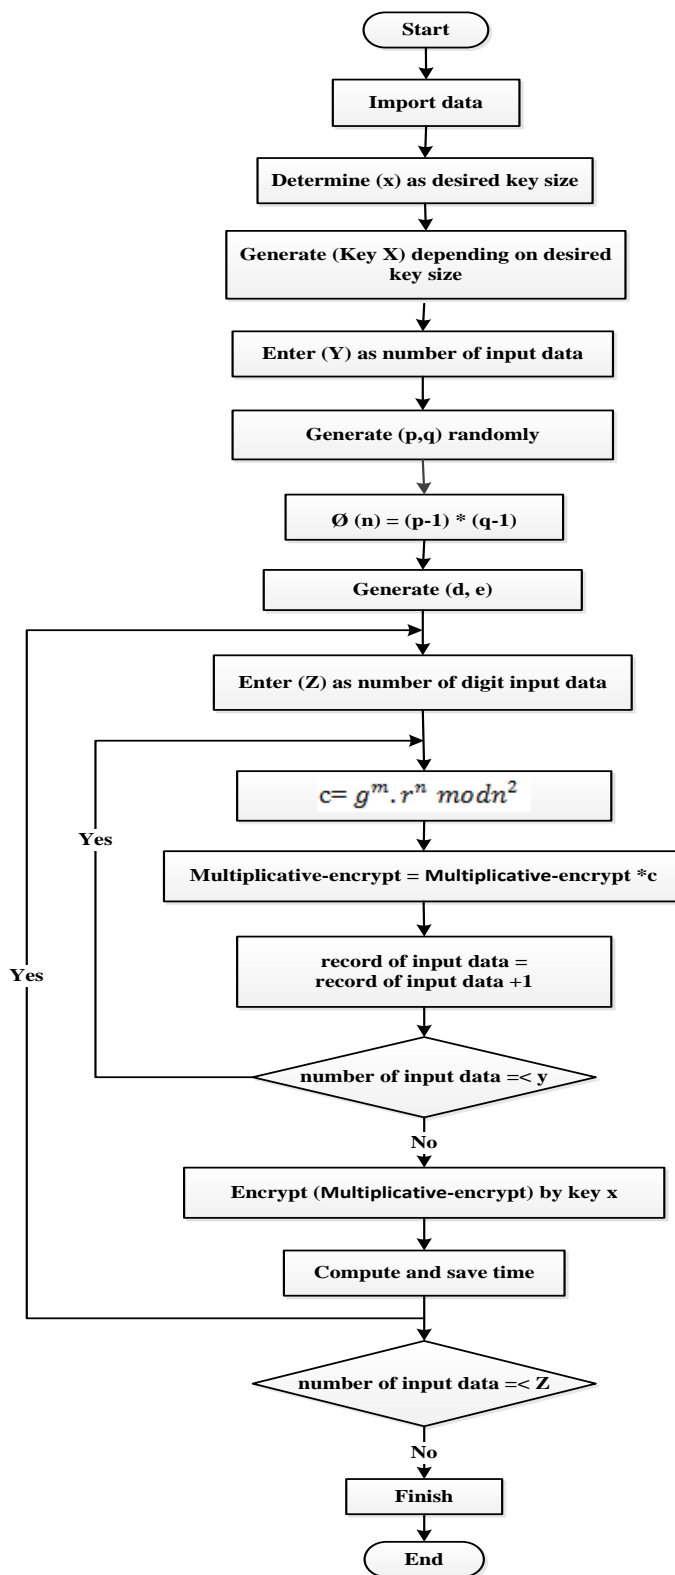 Start
Import data
Determine (x) as desired key size
Generate (Key X) depending on desired
key size
Enter (Y) as number of input data
Generate (p,q) randomly
Ø (n) = (p-1) * (q-1)
Generate (d, e)
Enter (Z) as number of digit input data
c= g^m. r^n modn^2
Yes
Multiplicative-encrypt = Multiplicative-encrypt *c
record of input data =
record of input data +1
Yes
number of input data =< y
No
Encrypt (Multiplicative-encrypt) by key x
Compute and save time
number of input data =< Z
No
Finish
End